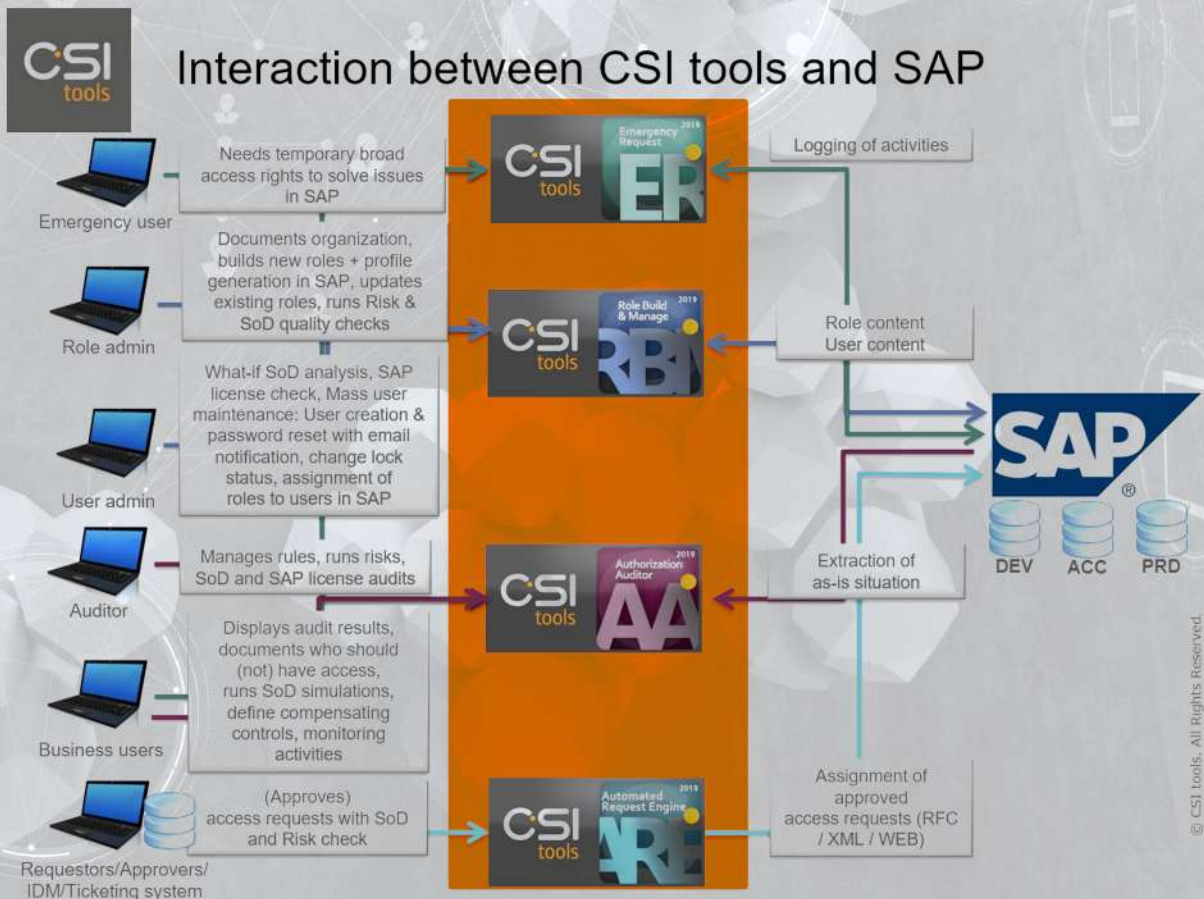 CSI
tools
Interaction between CSI tools and SAP
Emergency user
Needs temporary broad
access rights to solve issues
in SAP
CSI
tools
2019
Emergency
Request
ER
Logging of activities
Role admin
Documents organization,
builds new roles + profile
generation in SAP, updates
existing roles, runs Risk &
SoD quality checks
CSI
tools
2019
Role Build
& Manage
RBM
Role content
User content
User admin
What-if SoD analysis, SAP
license check, Mass user
maintenance: User creation &
password reset with email
notification, change lock
status, assignment of
roles to users in SAP
SAP
®
DEV
ACC
PRD
Auditor
Manages rules, runs risks,
SoD and SAP license audits
CSI
tools
2019
Authorization
Auditor
AA
Extraction of
as-is situation
Business users
Displays audit results,
documents who should
(not) have access,
runs SoD simulations,
define compensating
controls, monitoring
activities
Requestors/Approvers/
IDM/Ticketing system
(Approves)
access requests with SoD
and Risk check
CSI
tools
2019
Automated
Request Engine
ARE
Assignment of
approved
access requests (RFC
/ XML / WEB)
© CSI tools. All Rights Reserved.